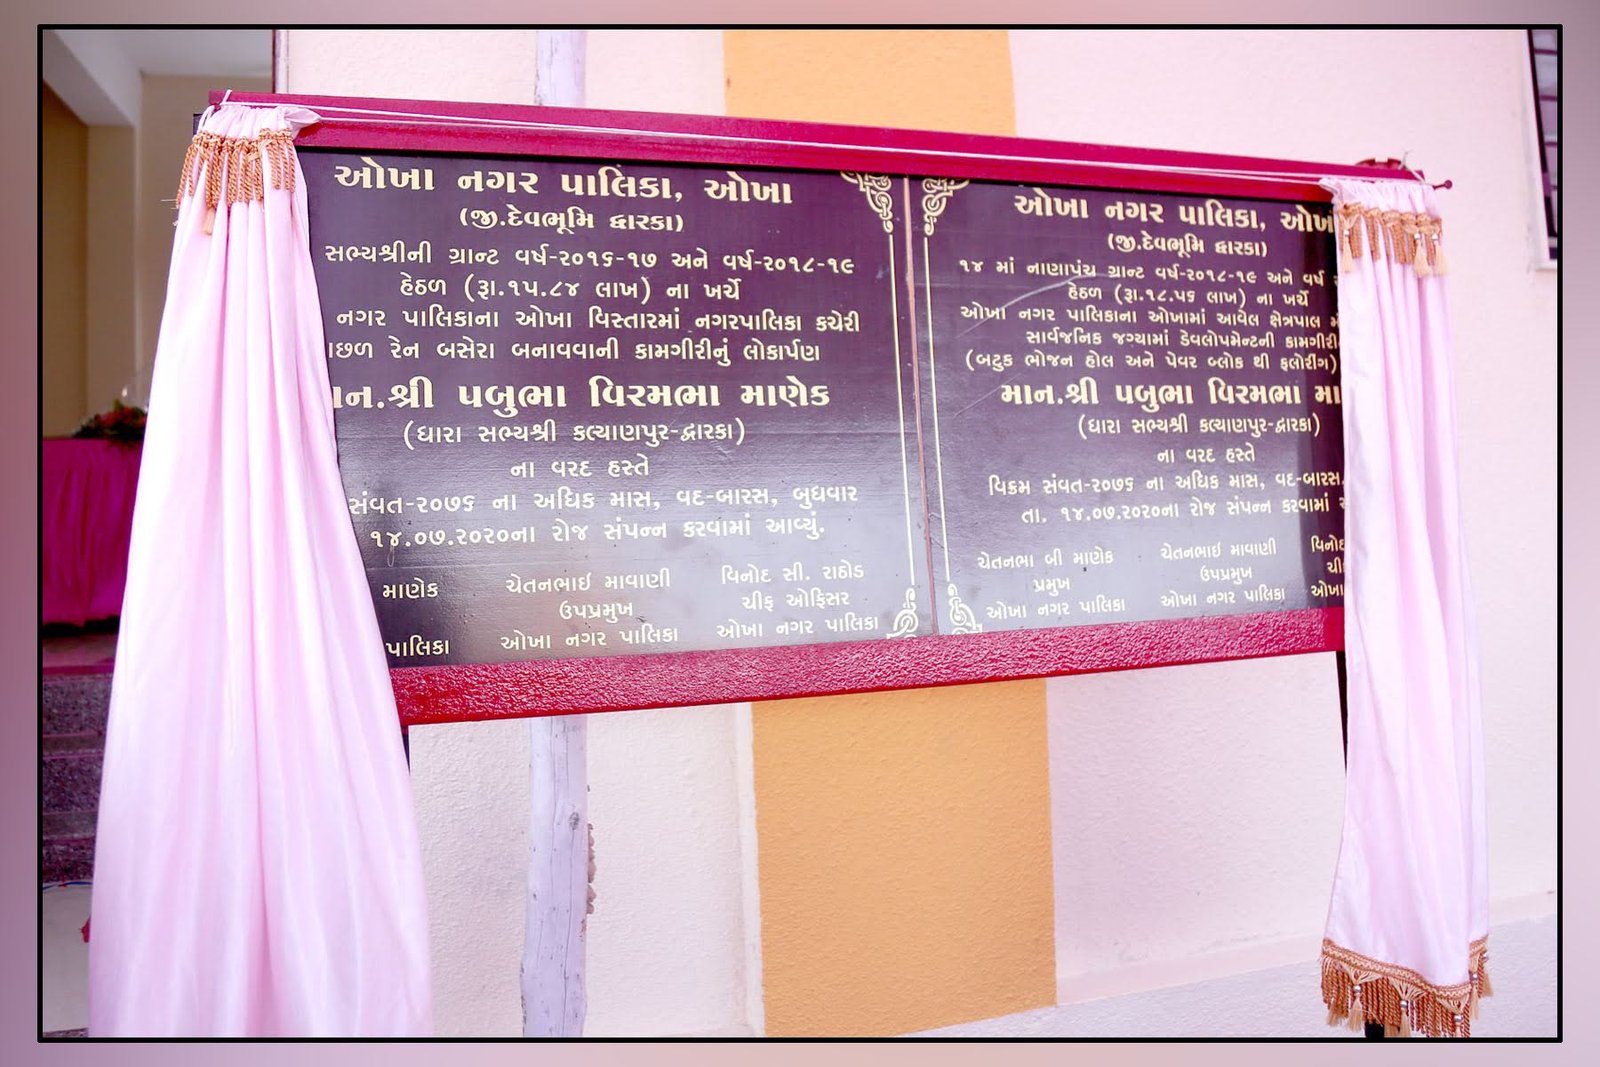 ઓખા નગર પાલિકા, ઓખા
(જી.દેવભૂમિ દ્વારકા)
સભ્યશ્રીની ગ્રાન્ટ વર્ષ-૨૦૧૬-૧૭ અને વર્ષ-૨૦૧૮-૧૯
હેઠળ (રૂા.૧૫.૮૪ લાખ) ના ખર્ચે
નગર પાલિકાના ઓખા વિસ્તારમાં નગરપાલિકા કચેરી
રેન બસેરા બનાવવાની કામગીરીનું લોકાર્પણ
માન.શ્રી પબુભા વિરમભા માણેક
(ધારા સભ્યશ્રી કલ્યાણપુર-દ્વારકા)
ના વરદ હસ્તે
સંવત-૨૦૭૬ ના અધિક માસ, વદ-બારસ, બુધવાર
૧૪.૦૭.૨૦૨૦ના રોજ સંપન્ન કરવામાં આવ્યું.
માણેક ચેતનભાઈ માવાણી વિનોદ સી. રાઠોડ
ઉપપ્રમુખ ચીફ ઓફિસર
પાલિકા ઓખા નગર પાલિકા ઓખા નગર પાલિકા
ઓખા નગર પાલિકા, ઓખા
(જી.દેવભૂમિ દ્વારકા)
૧૪ માં નાણાપંચ ગ્રાન્ટ વર્ષ-૨૦૧૮-૧૯ અને વર્ષ
હેઠળ (રૂા.૧૮.૫૬ લાખ) ના ખર્ચે
ઓખા નગર પાલિકાના ઓખામાં આવેલ ક્ષેત્રપાલ
સાર્વજનિક જગ્યામાં ડેવલોપમેન્ટની કામગીરી
(બટુક ભોજન હોલ અને પેવર બ્લોક થી ફલોરીંગ)
માન.શ્રી પબુભા વિરમભા મા
(ધારા સભ્યશ્રી કલ્યાણપુર-દ્વારકા)
ના વરદ હસ્તે
વિક્રમ સંવત-૨૦૭૬ ના અધિક માસ, વદ-બારસ
તા. ૧૪.૦૭.૨૦૨૦ના રોજ સંપન્ન કરવામાં
ચેતનભા બી માણેક ચેતનભાઈ માવાણી વિનોદ
પ્રમુખ ઉપપ્રમુખ
ઓખા નગર પાલિકા ઓખા નગર પાલિકા ઓખા